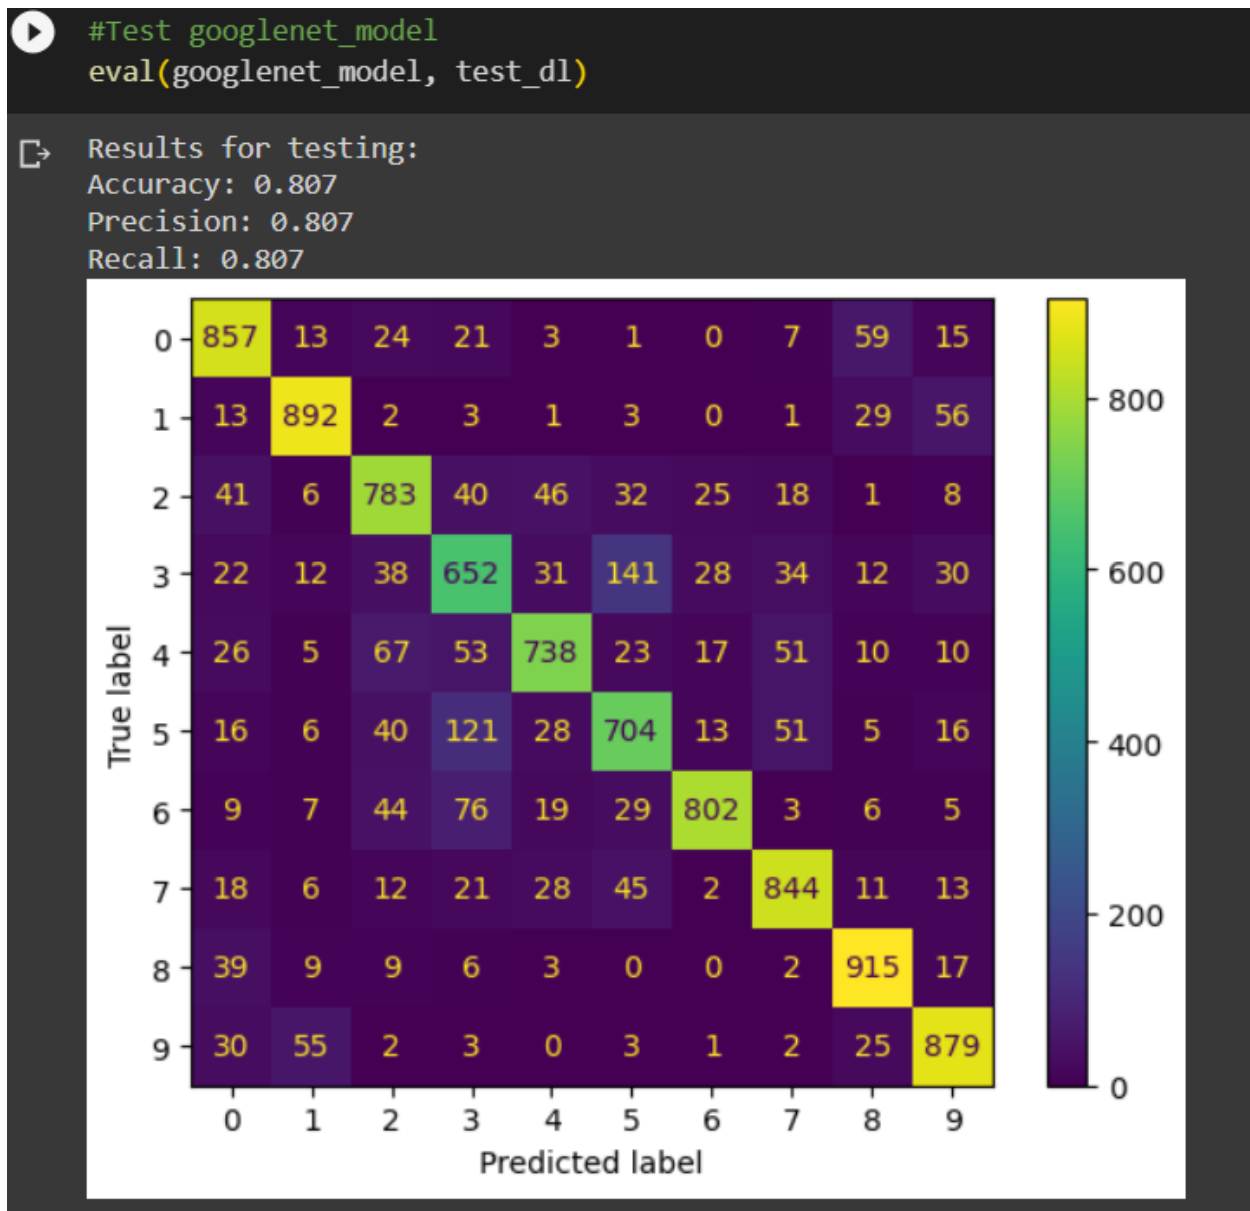 #Test googlenet_model
eval(googlenet_model, test_dl)
Results for testing:
Accuracy: 0.807
Precision: 0.807
Recall: 0.807
0 857 13 24 21 3 1 0 7 59 15
1 13 892 2 3 1 3 0 1 29 56
2 41 6 783 40 46 32 25 18 1 8
3 22 12 38 652 31 141 28 34 12 30
4 26 5 67 53 738 23 17 51 10 10
5 16 6 40 121 28 704 13 51 5 16
6 9 7 44 76 19 29 802 3 6 5
7 18 6 12 21 28 45 2 844 11 13
8 39 9 9 6 3 0 0 2 915 17
9 30 55 2 3 0 3 1 2 25 879
0 1 2 3 4 5 6 7 8 9
Predicted label
True label
800
600
400
200
0